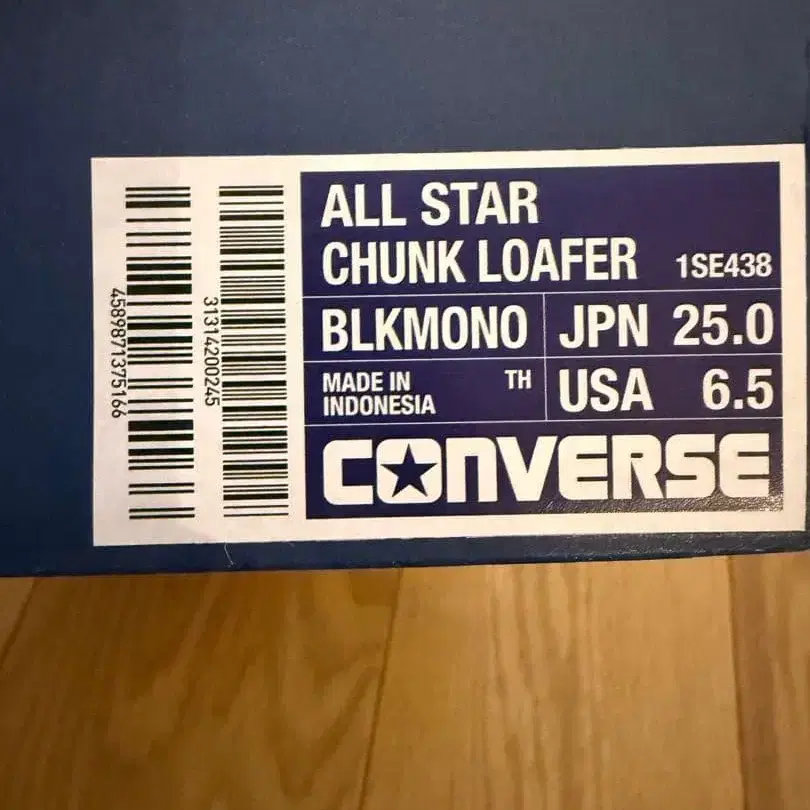 ALL STAR
CHUNK LOAFER 1SE438
BLKMONO JPN 25.0
MADE IN INDONESIA TH USA 6.5
CONVERSE
4589871375166
31314200245